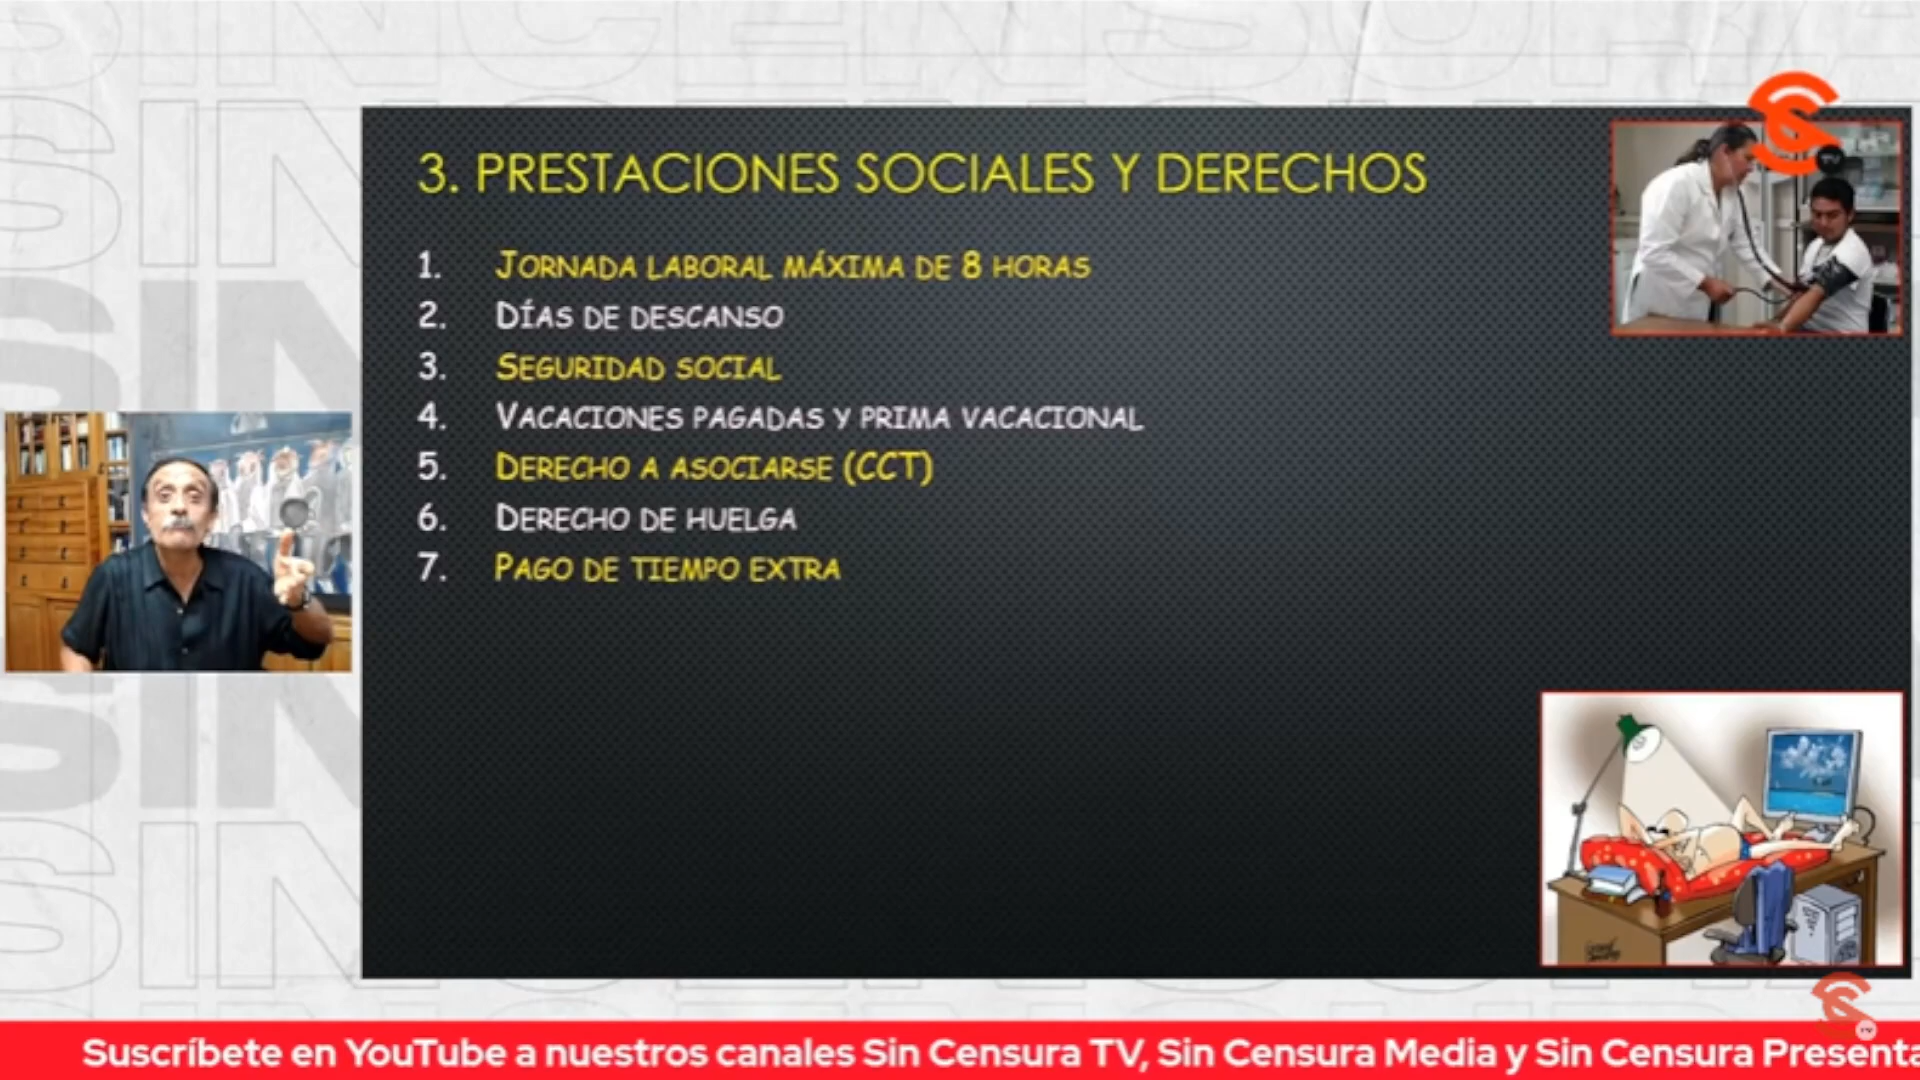 SINCENSURA
3. PRESTACIONES SOCIALES Y DERECHOS
1. JORNADA LABORAL MÁXIMA DE 8 HORAS
2. DÍAS DE DESCANSO
3. SEGURIDAD SOCIAL
4. VACACIONES PAGADAS Y PRIMA VACACIONAL
5. DERECHO A ASOCIARSE (CCT)
6. DERECHO DE HUELGA
7. PAGO DE TIEMPO EXTRA
Suscríbete en YouTube a nuestros canales Sin Censura TV, Sin Censura Media y Sin Censura Presenta